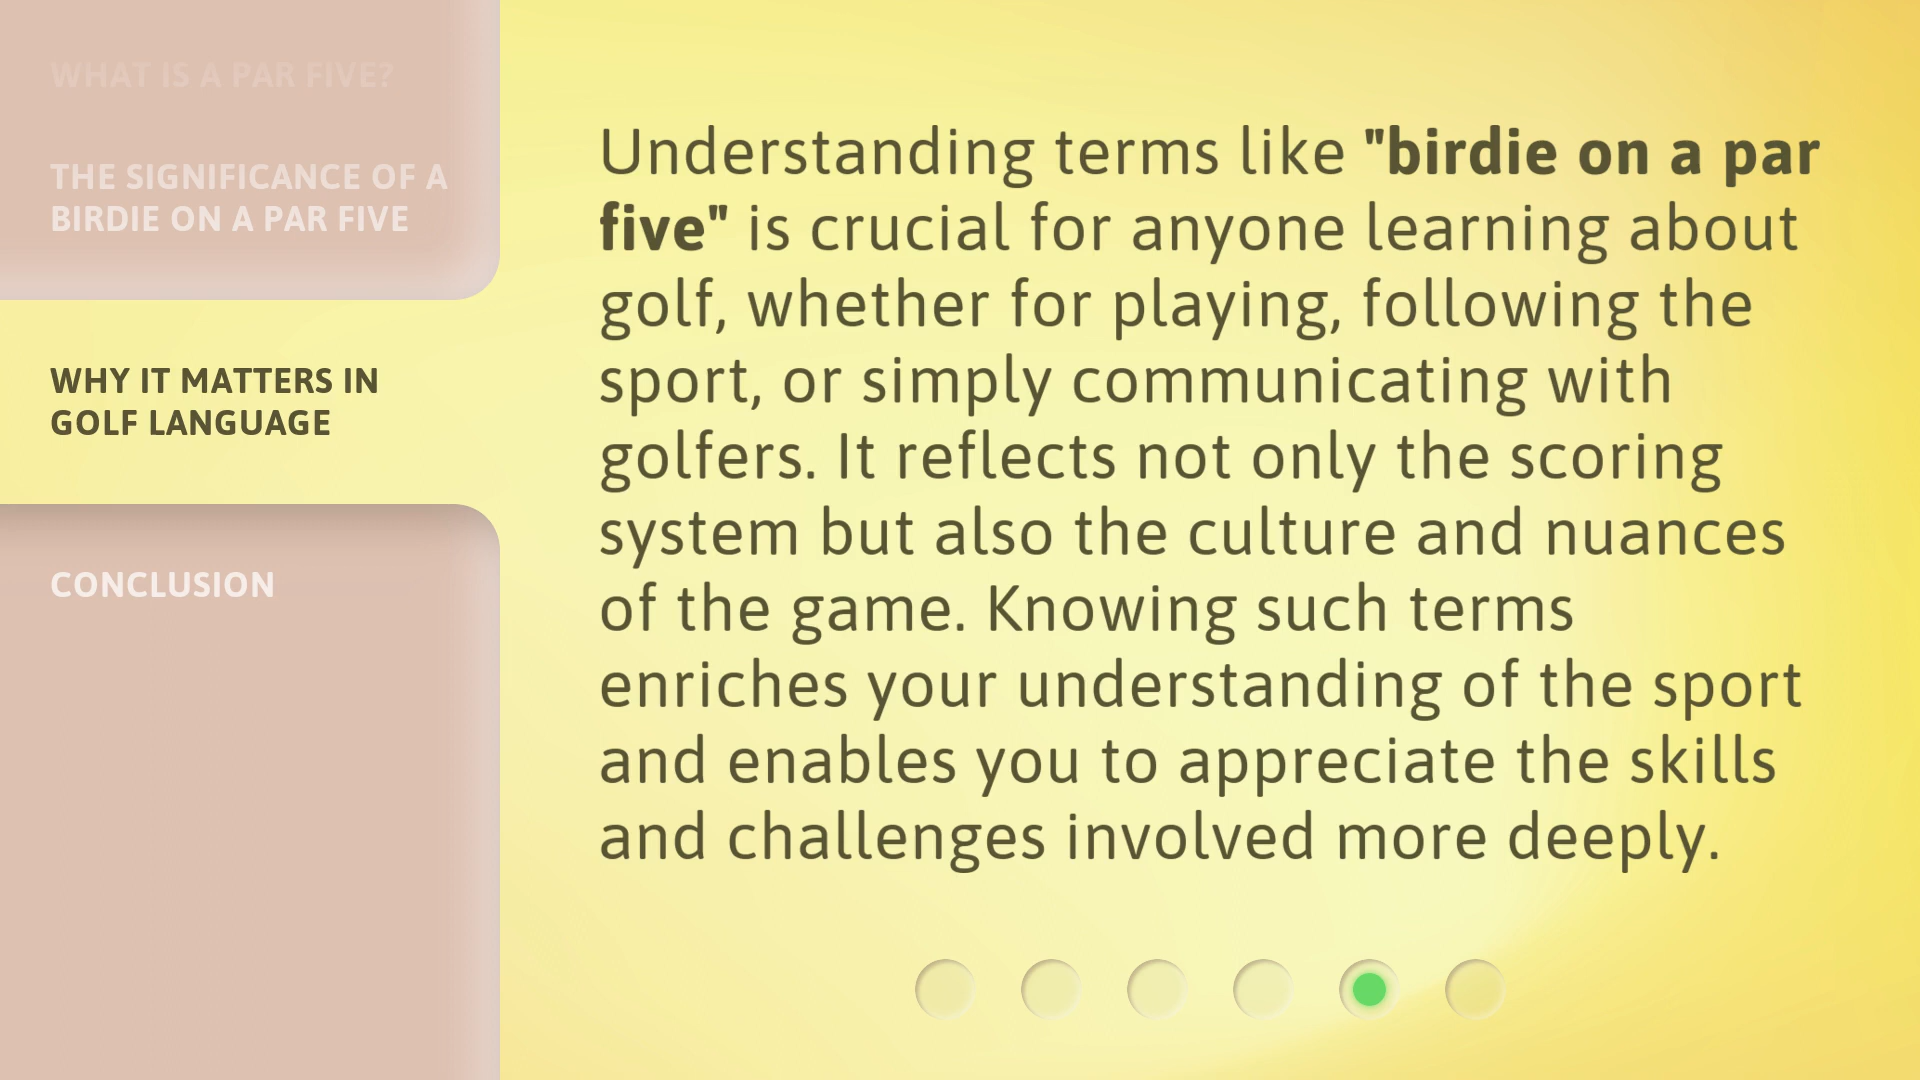 WHAT IS A PAR FIVE?
THE SIGNIFICANCE OF A
BIRDIE ON A PAR FIVE
WHY IT MATTERS IN
GOLF LANGUAGE
CONCLUSION
Understanding terms like "birdie on a par
five" is crucial for anyone learning about
golf, whether for playing, following the
sport, or simply communicating with
golfers. It reflects not only the scoring
system but also the culture and nuances
of the game. Knowing such terms
enriches your understanding of the sport
and enables you to appreciate the skills
and challenges involved more deeply.